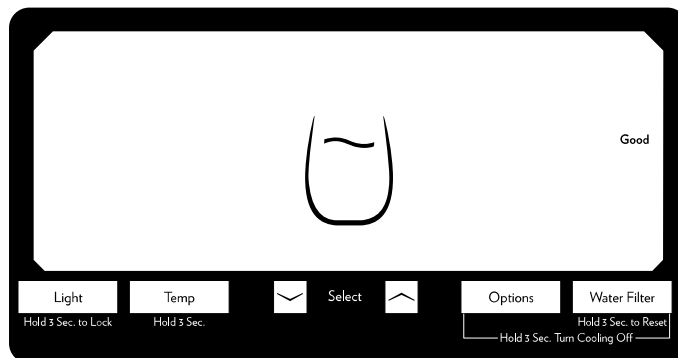 Good
Light
Temp
Select
Options
Water Filter
Hold 3 Sec. to Lock
Hold 3 Sec.
Hold 3 Sec. to Reset
Hold 3 Sec. Turn Cooling Off